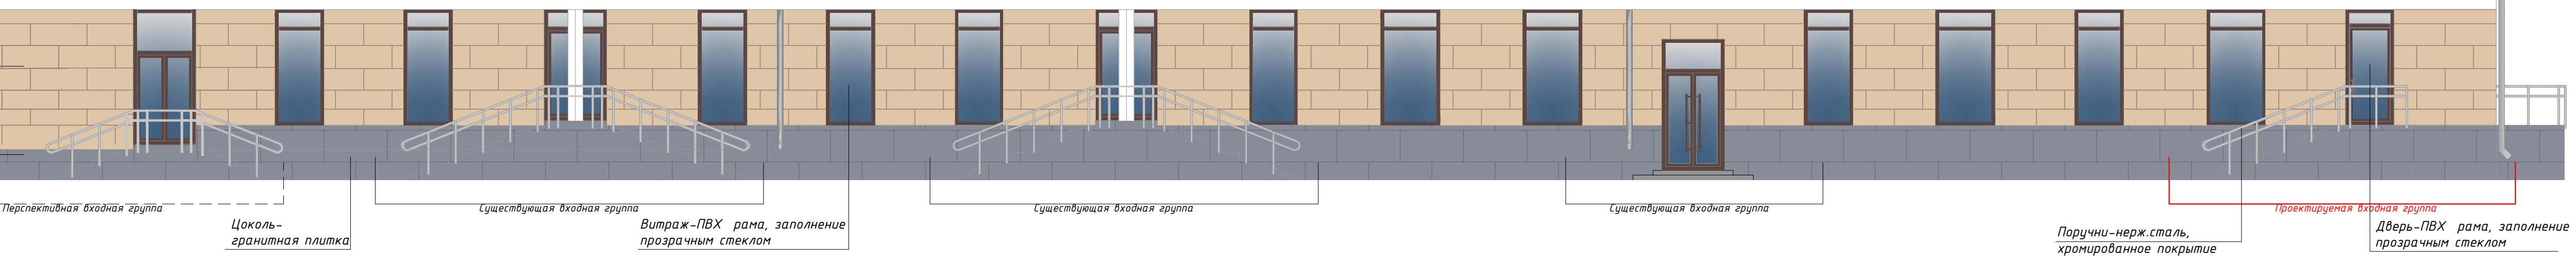 Перспективная входная группа
Цоколь-
гранитная плитка
Существующая входная группа
Витраж-ПВХ рама, заполнение
прозрачным стеклом
Существующая входная группа
Существующая входная группа
Поручни-нерж.сталь,
хромированное покрытие
Проектируемая входная группа
Дверь-ПВХ рама, заполнение
прозрачным стеклом